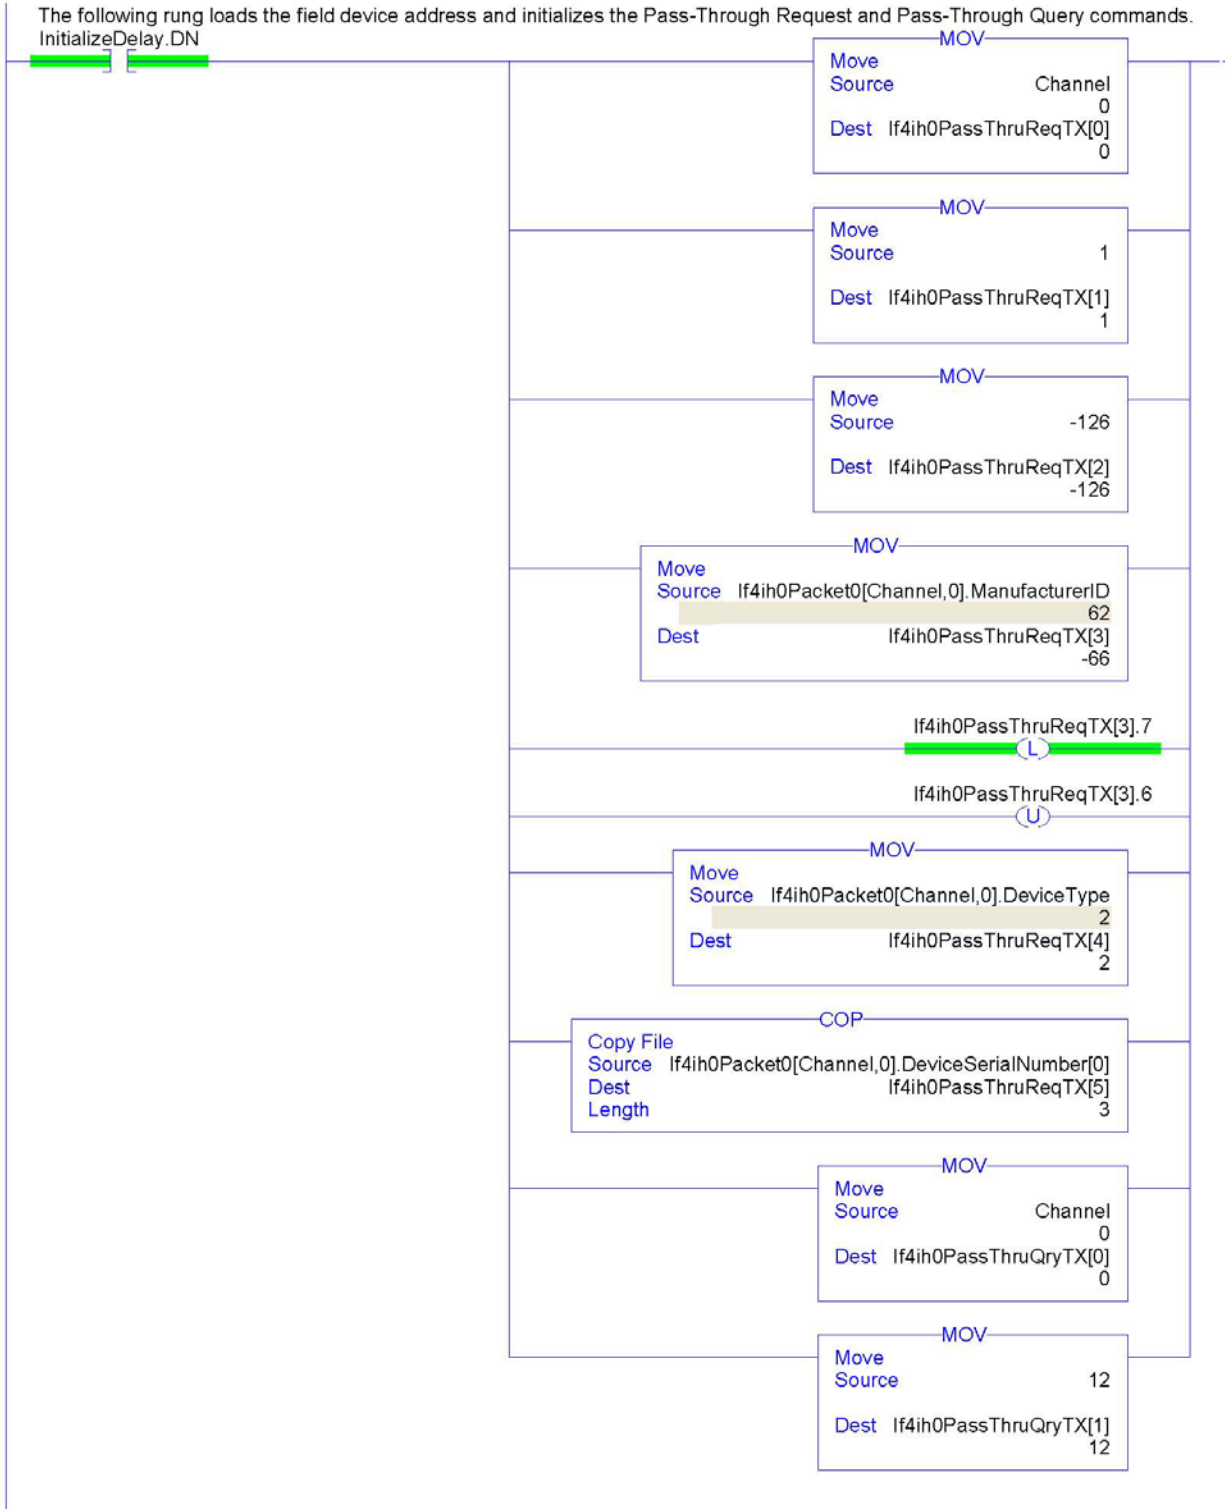 The following rung loads the field device address and initializes the Pass-Through Request and Pass-Through Query commands.
InitializeDelay.DN
MOV
Move
Source Channel
0
Dest If4ih0PassThruReqTX[0]
0
MOV
Move
Source 1
Dest If4ih0PassThruReqTX[1]
1
MOV
Move
Source -126
Dest If4ih0PassThruReqTX[2]
-126
MOV
Move
Source If4ih0Packet0[Channel,0].ManufacturerID
62
Dest If4ih0PassThruReqTX[3]
-66
If4ih0PassThruReqTX[3].7
L
If4ih0PassThruReqTX[3].6
U
MOV
Move
Source If4ih0Packet0[Channel,0].DeviceType
2
Dest If4ih0PassThruReqTX[4]
2
COP
Copy File
Source If4ih0Packet0[Channel,0].DeviceSerialNumber[0]
Dest If4ih0PassThruReqTX[5]
Length 3
MOV
Move
Source Channel
0
Dest If4ih0PassThruQryTX[0]
0
MOV
Move
Source 12
Dest If4ih0PassThruQryTX[1]
12